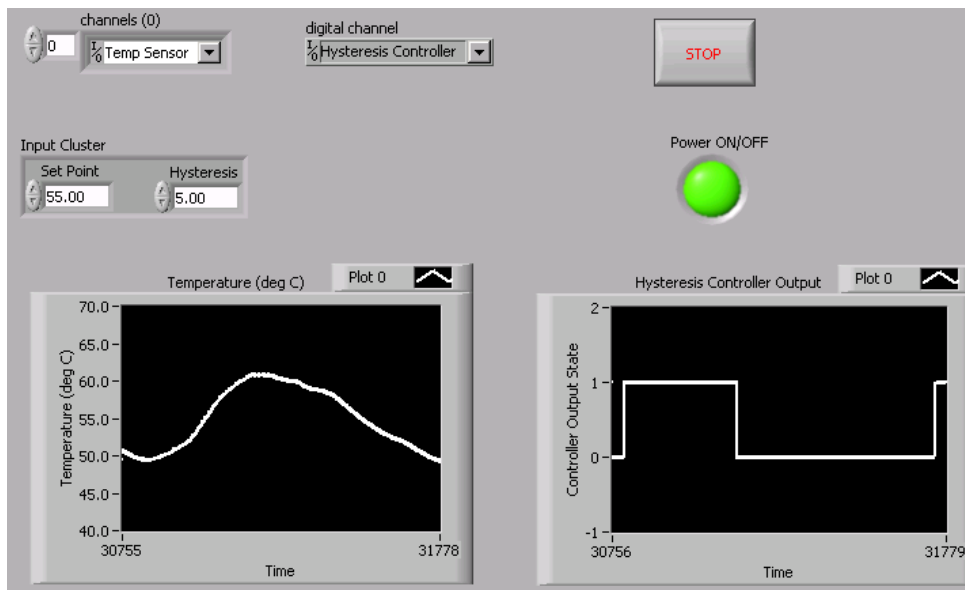 channels (0)
0
I/O Temp Sensor
digital channel
I/O Hysteresis Controller
STOP
Input Cluster
Set Point
55.00
Hysteresis
5.00
Power ON/OFF
Temperature (deg C)
Plot 0
Temperature (deg C)
70.0
65.0
60.0
55.0
50.0
45.0
40.0
30755
31778
Time
Hysteresis Controller Output
Plot 0
Controller Output State
2
1
0
-1
30756
31779
Time